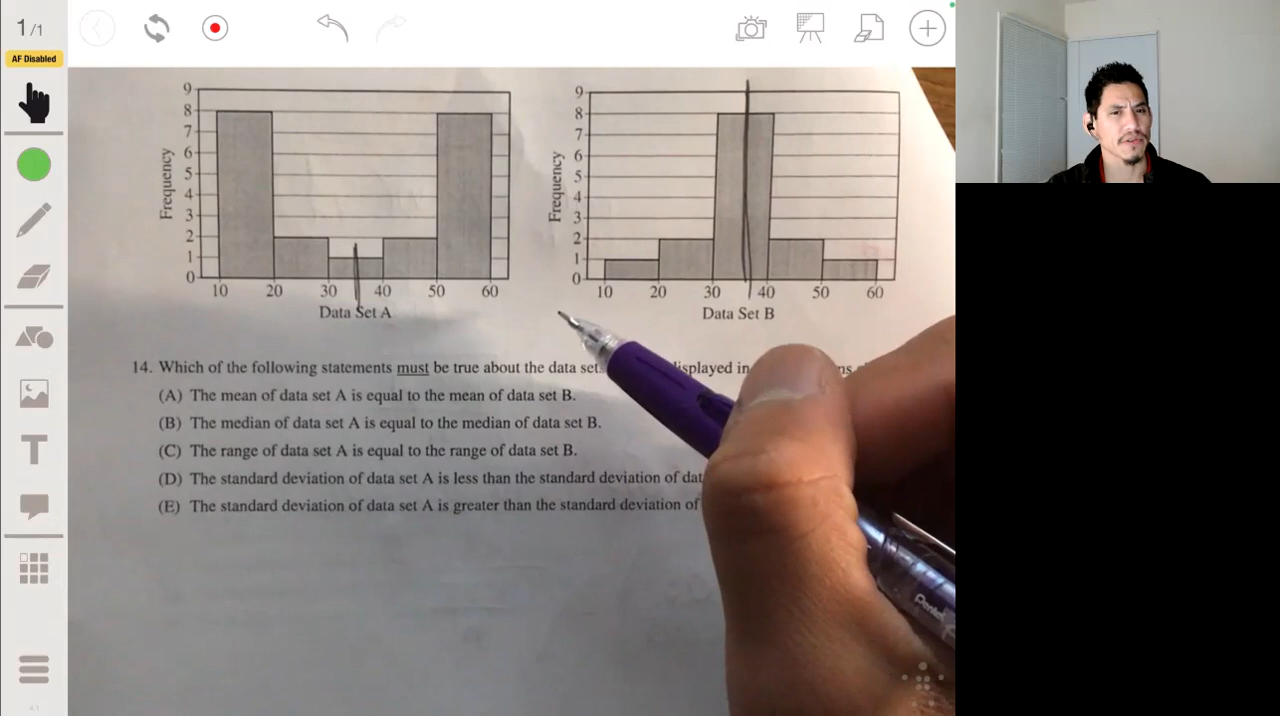 1/1
AF Disabled
9 9
8 8
7 7
6 6
5 5
4 4
3 3
2 2
1 1
0 0
Frequency Frequency
10 20 30 40 50 60 10 20 30 40 50 60
Data Set A Data Set B
14. Which of the following statements must be true about the data set displayed in
(A) The mean of data set A is equal to the mean of data set B.
(B) The median of data set A is equal to the median of data set B.
(C) The range of data set A is equal to the range of data set B.
(D) The standard deviation of data set A is less than the standard deviation of
(E) The standard deviation of data set A is greater than the standard deviation of
T
Pentel
4.1